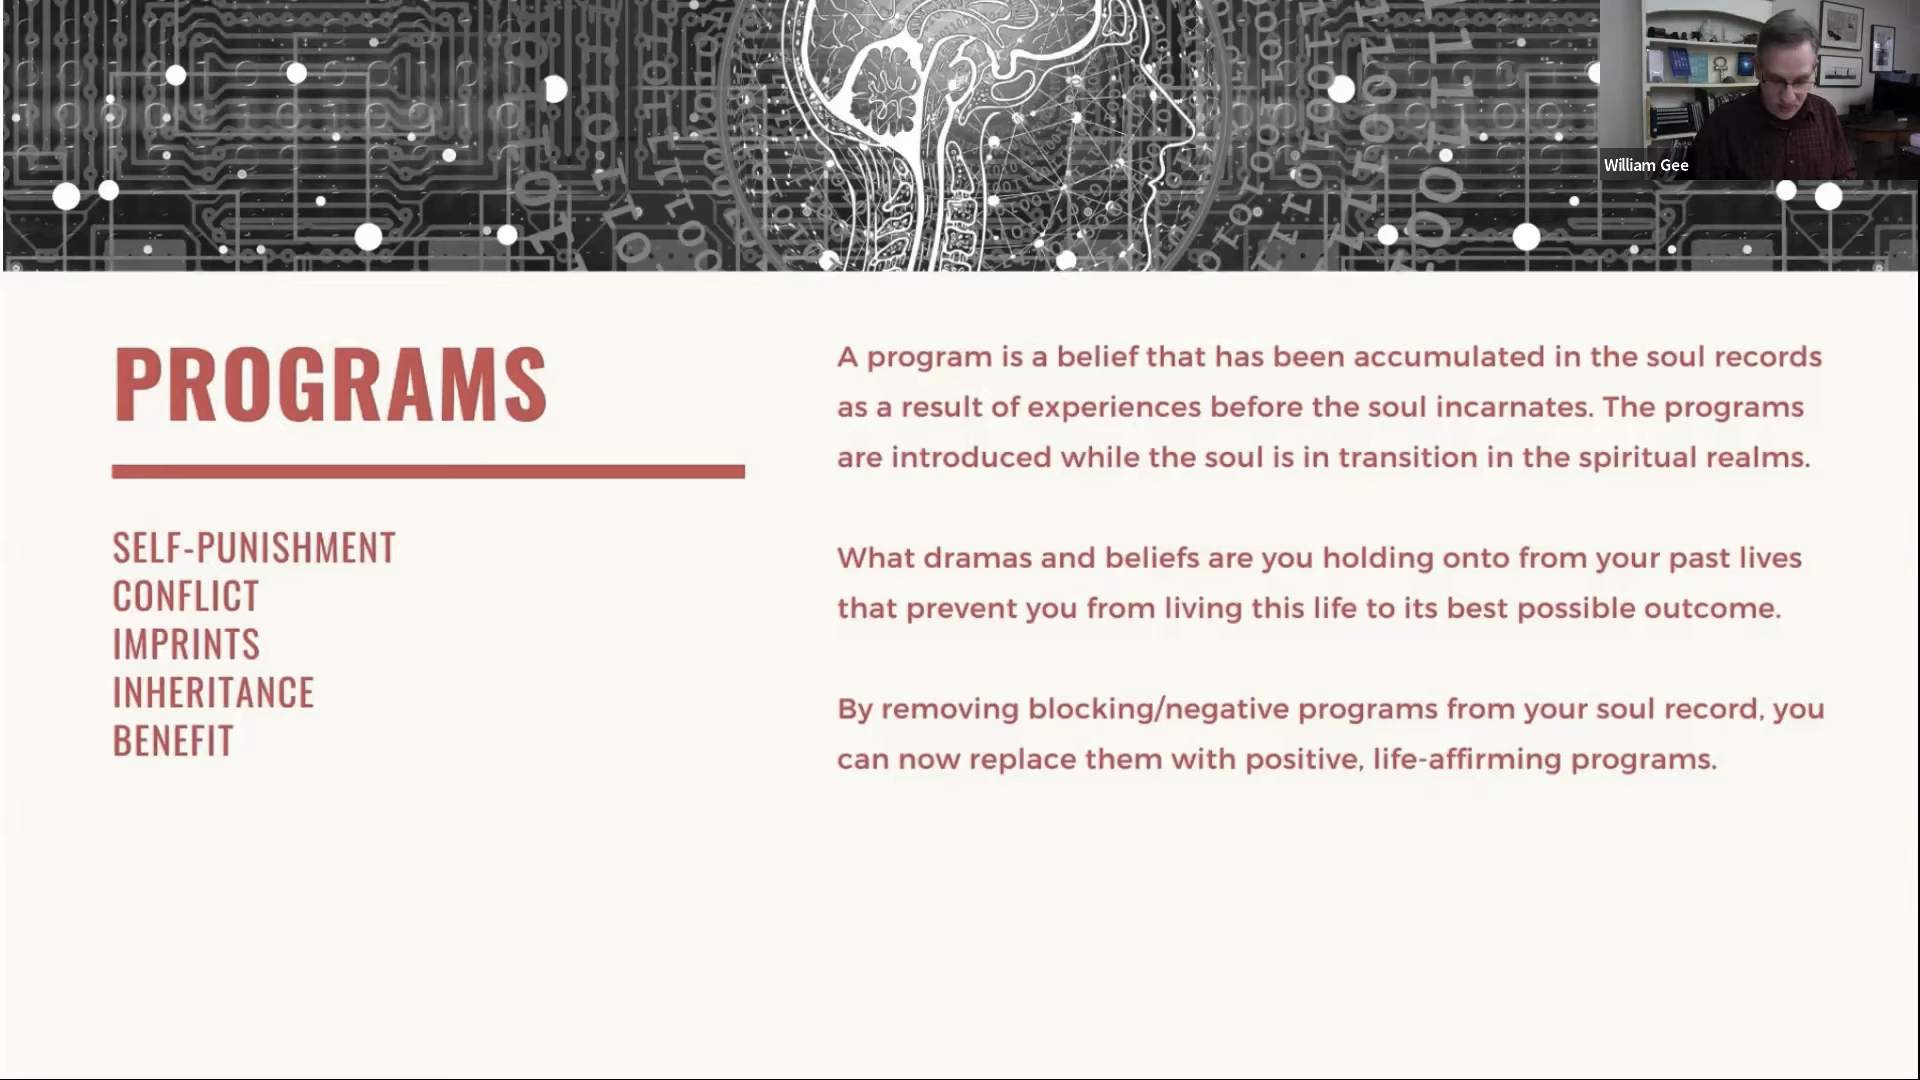 William Gee
PROGRAMS
SELF-PUNISHMENT
CONFLICT
IMPRINTS
INHERITANCE
BENEFIT
A program is a belief that has been accumulated in the soul records
as a result of experiences before the soul incarnates. The programs
are introduced while the soul is in transition in the spiritual realms.
What dramas and beliefs are you holding onto from your past lives
that prevent you from living this life to its best possible outcome.
By removing blocking/negative programs from your soul record, you
can now replace them with positive, life-affirming programs.